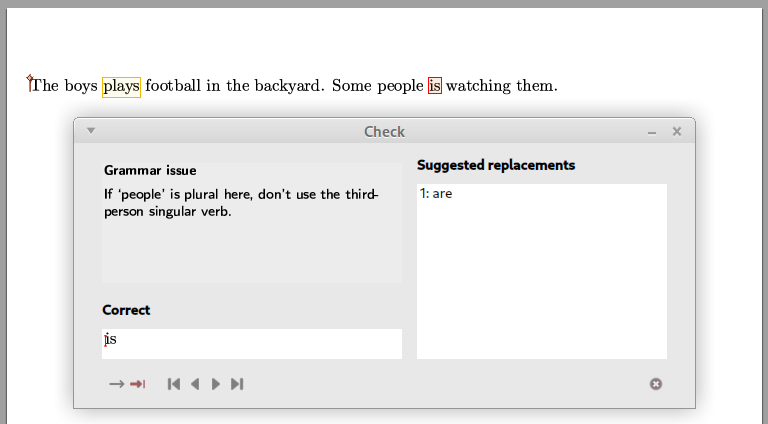 The boys plays football in the backyard. Some people is watching them.
Check
Grammar issue
If ‘people’ is plural here, don’t use the third-
person singular verb.
Suggested replacements
1: are
Correct
is